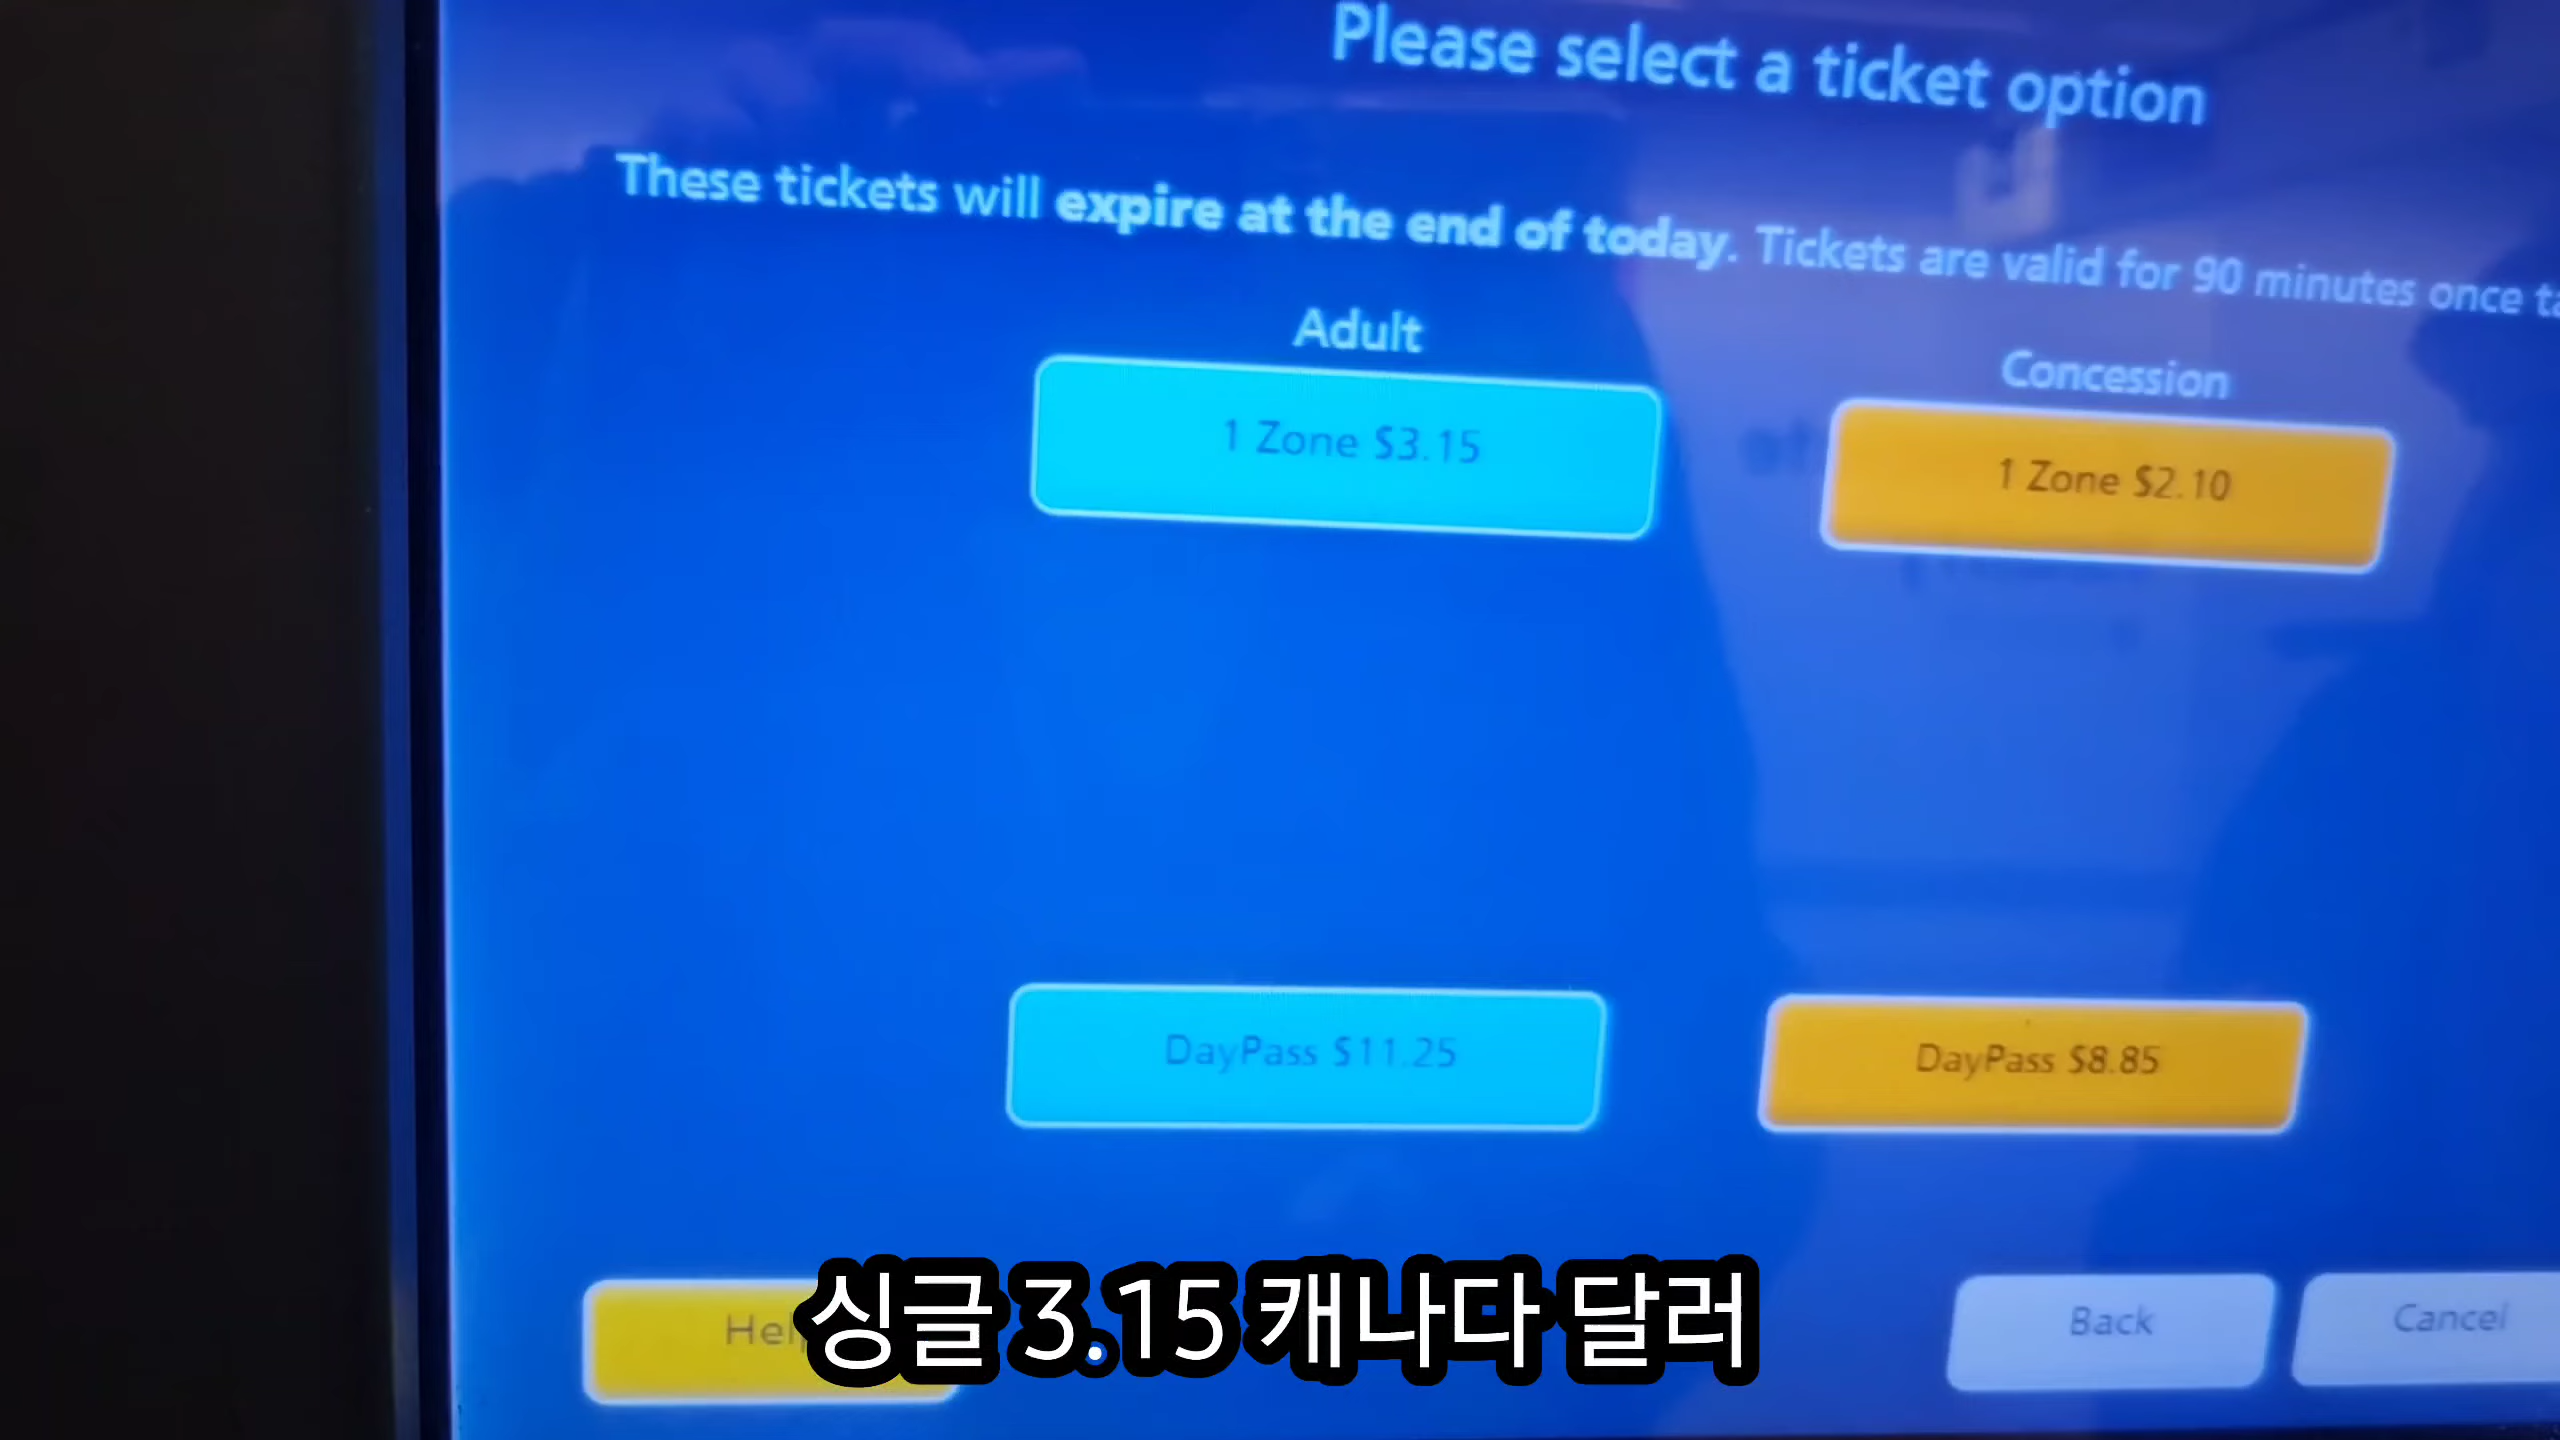 Please select a ticket option
These tickets will expire at the end of today. Tickets are valid for 90 minutes once
Adult
Concession
1 Zone $3.15
1 Zone $2.10
DayPass $11.25
DayPass $8.85
Back
Cancel
싱글 3.15 캐나다 달러